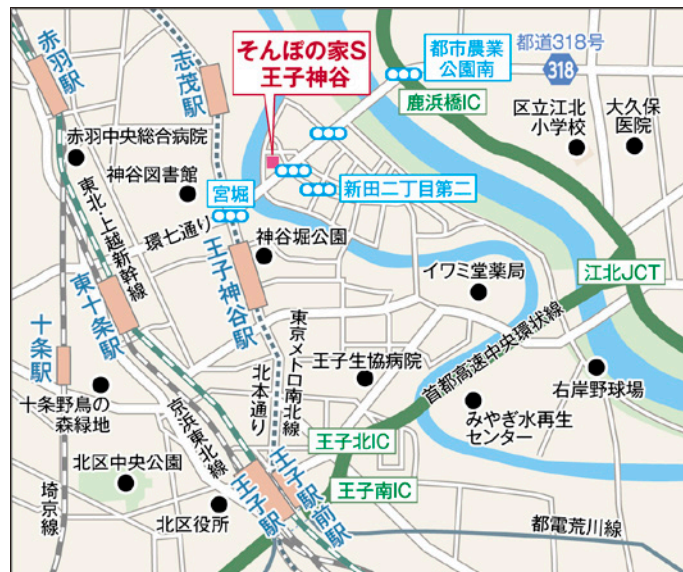 赤羽駅
志茂駅
そんぽの家S
王子神谷
都市農業
公園南
都道318号
318
鹿浜橋IC
区立江北
小学校
大久保
医院
赤羽中央総合病院
神谷図書館
宮堀
新田二丁目第二
東北・上越新幹線
環七通り
神谷堀公園
王子神谷駅
イワミ堂薬局
江北JCT
東十条駅
十条駅
東京メトロ南北線
北本通り
王子生協病院
首都高速中央環状線
右岸野球場
十条野鳥の
森緑地
京浜東北線
みやぎ水再生
センター
王子北IC
北区中央公園
王子南IC
王子駅
王子駅前駅
北区役所
埼京線
都電荒川線